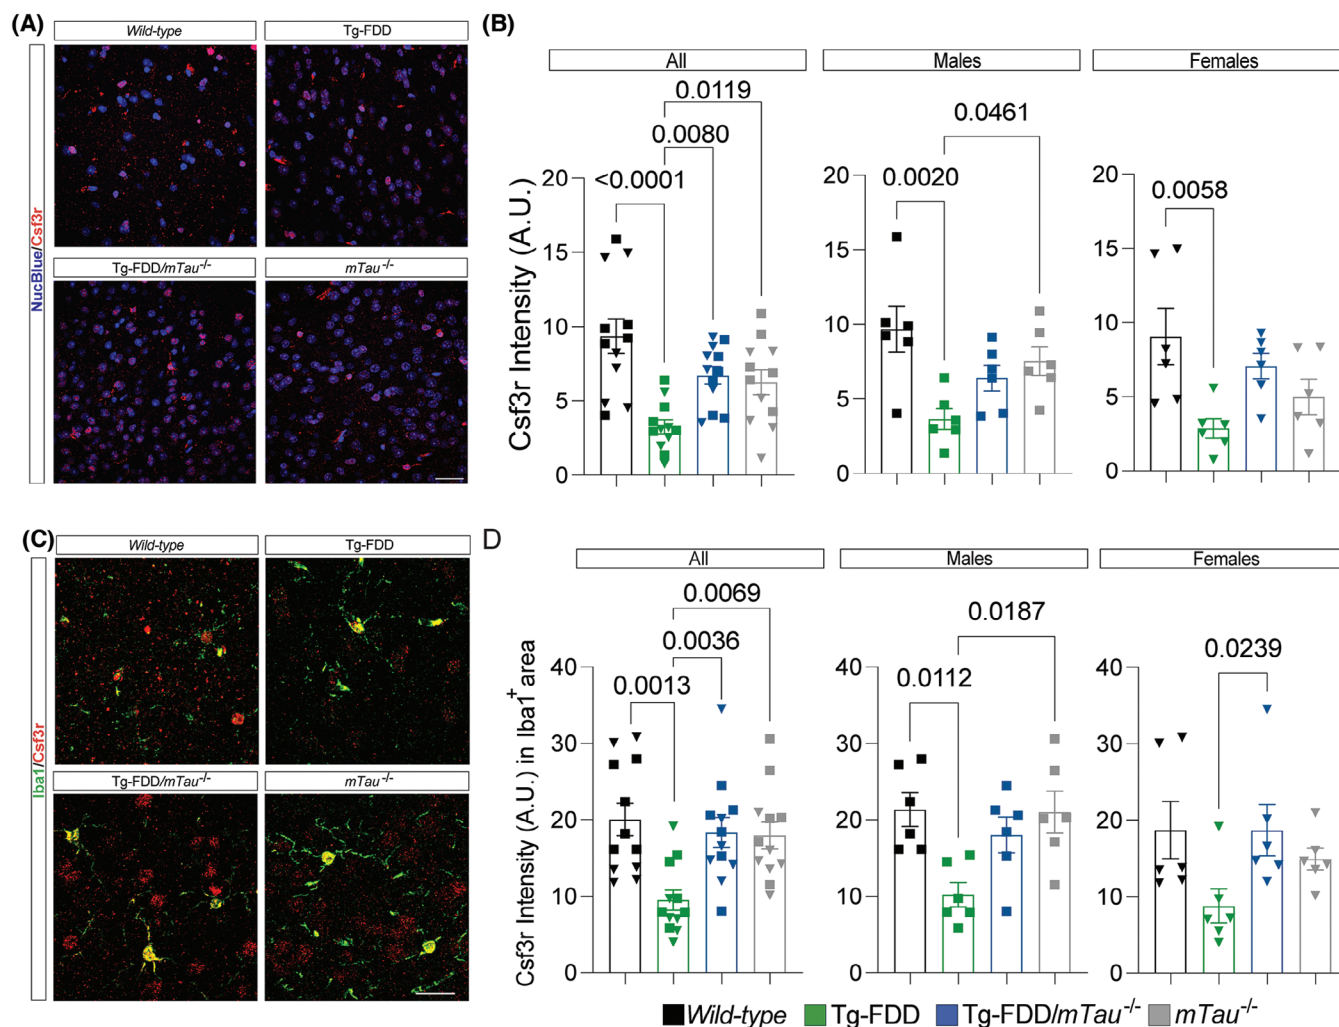 (A)
Wild-type
Tg-FDD
Tg-FDD/mTau-/-
mTau-/-
NucBlue/Csf3r
(B)
All
Males
Females
Csf3r Intensity (A.U.)
20
15
10
5
0
<0.0001
0.0080
0.0119
20
15
10
5
0
0.0020
0.0461
20
15
10
5
0
0.0058
(C)
Wild-type
Tg-FDD
Tg-FDD/mTau-/-
mTau-/-
Iba1/Csf3r
D
All
Males
Females
Csf3r Intensity (A.U.) in Iba1+ area
40
30
20
10
0
0.0013
0.0036
0.0069
40
30
20
10
0
0.0112
0.0187
40
30
20
10
0
0.0239
Wild-type Tg-FDD Tg-FDD/mTau-/- mTau-/-